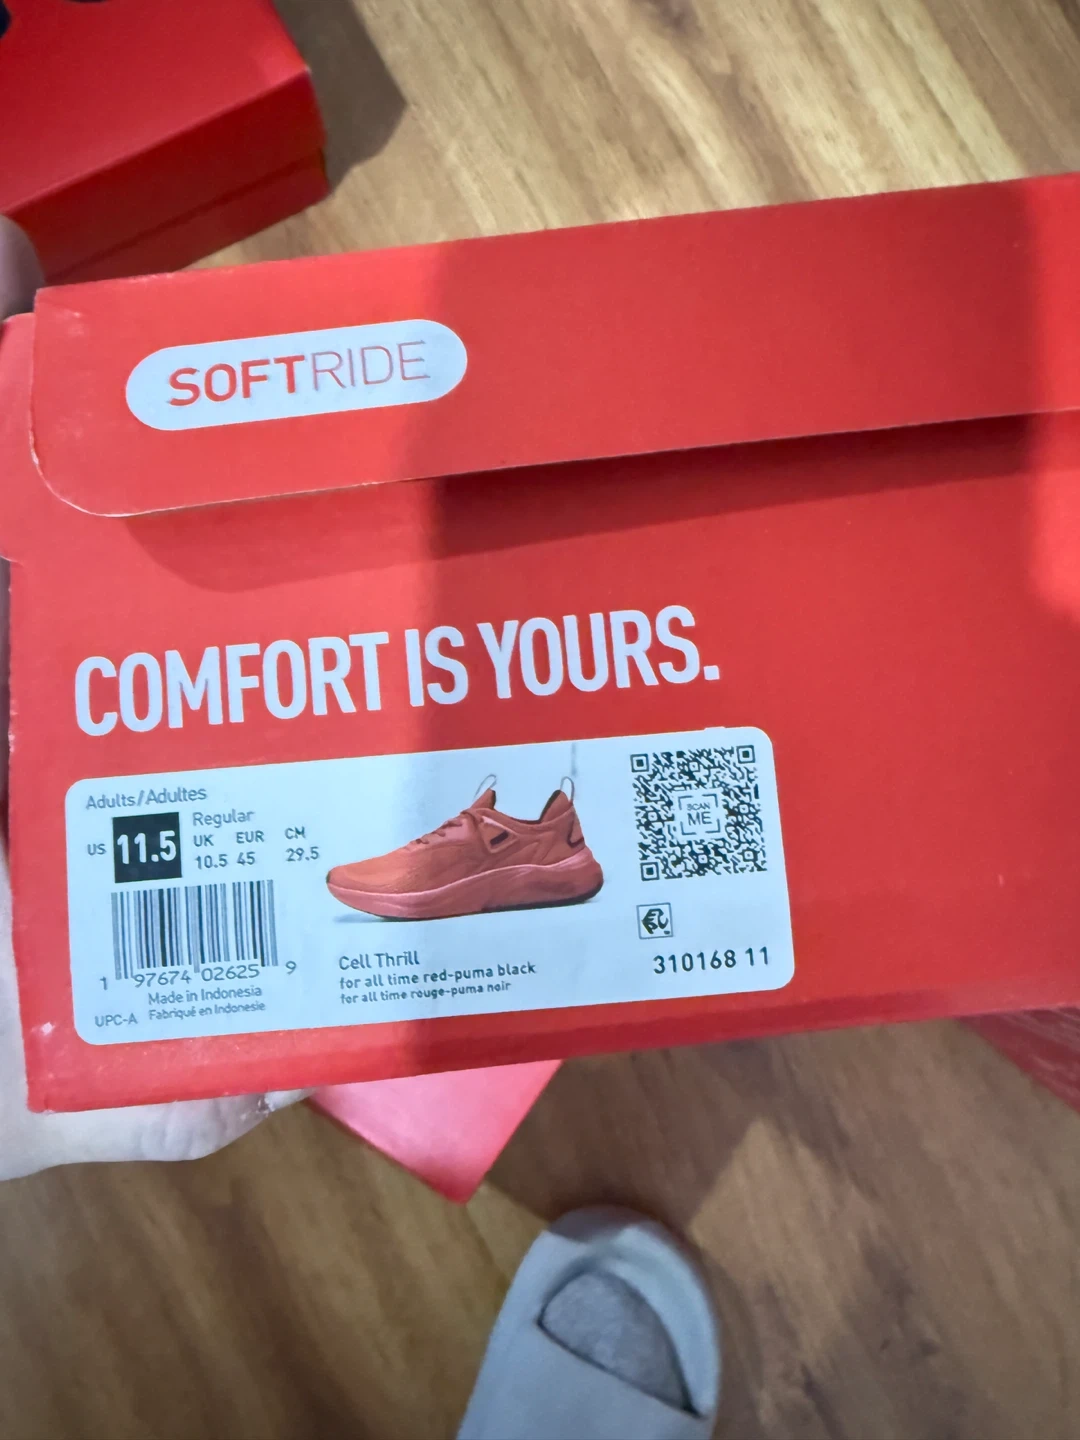 SOFTRIDE
COMFORT IS YOURS.
Adults/Adultes
US 11.5
Regular
UK EUR CM
10.5 45 29.5
1 97674 02625 9
Made in Indonesia
UPC-A Fabriqué en Indonesie
Cell Thrill
for all time red-puma black
for all time rouge-puma noir
SCAN
ME
310168 11